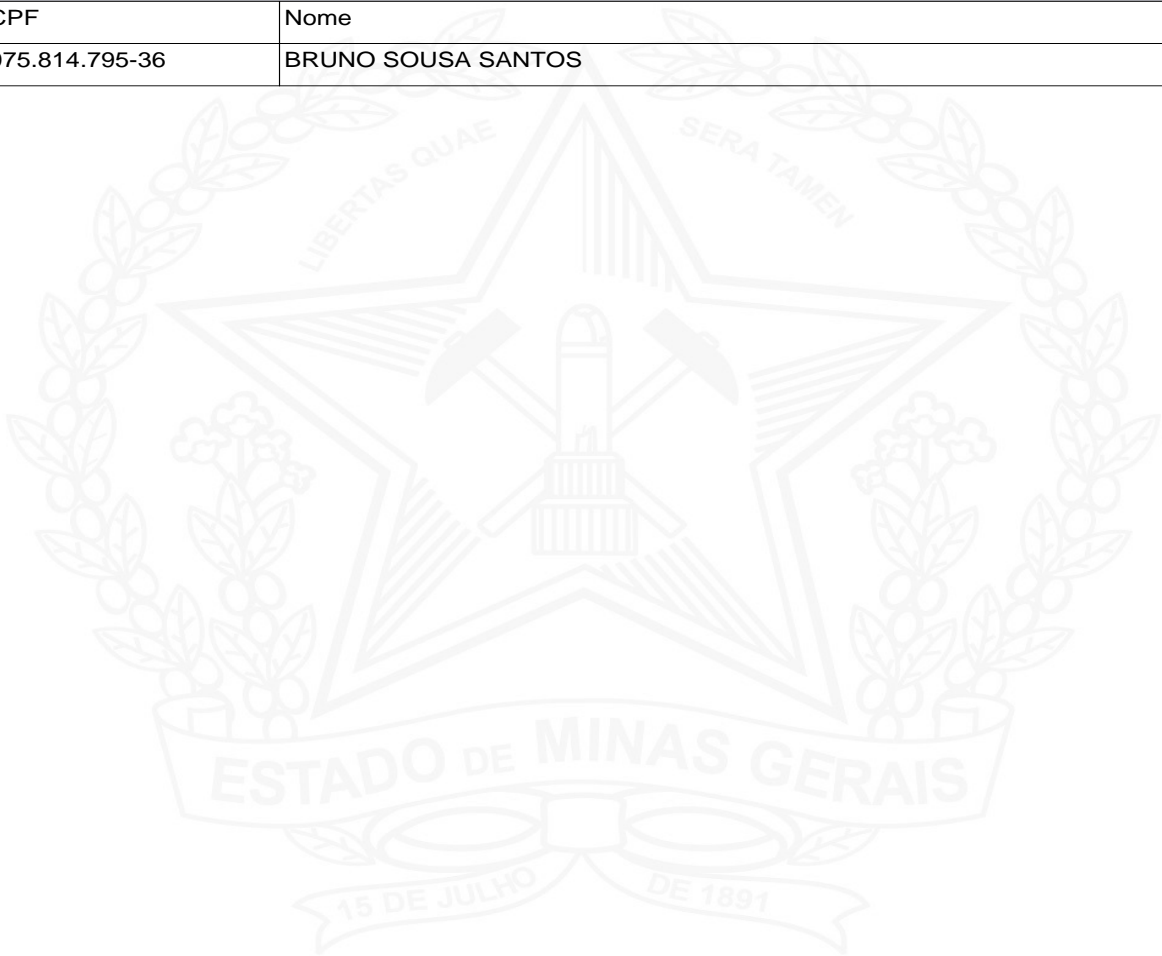 CPF Nome
075.814.795-36 BRUNO SOUSA SANTOS
LIBERTAS QUAE SERA TAMEN
ESTADO DE MINAS GERAIS
15 DE JULHO DE 1891